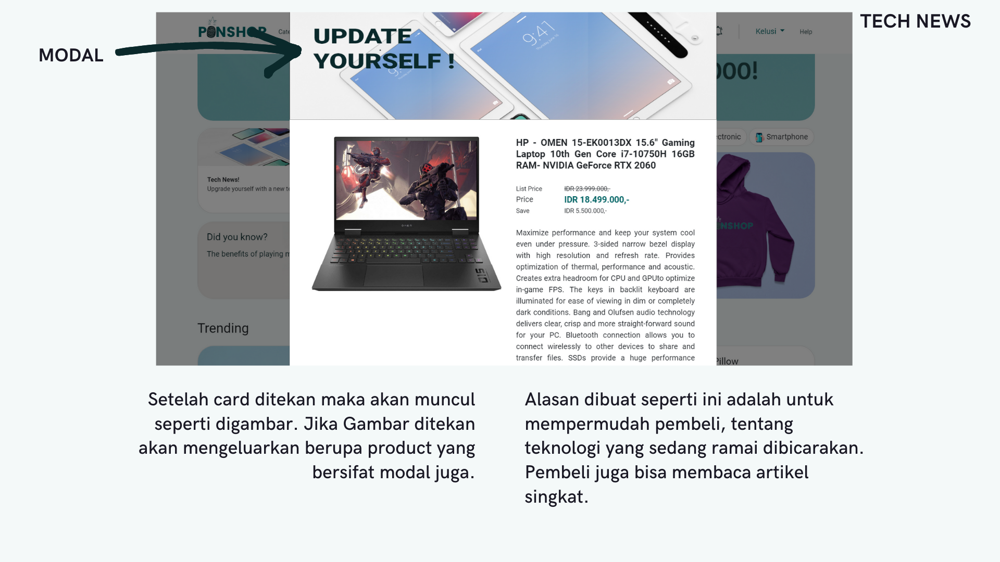 TECH NEWS
MODAL
PONSHOP
Cate
Kelusi
Help
UPDATE
YOURSELF !
9:41
9:41
000!
ectronic
Smartphone
Tech News!
Upgrade yourself with a new te
Did you know?
The benefits of playing m
Trending
OMEN
HP - OMEN 15-EK0013DX 15.6" Gaming
Laptop 10th Gen Core i7-10750H 16GB
RAM- NVIDIA GeForce RTX 2060
List Price IDR 23.999.000,-
Price IDR 18.499.000,-
Save IDR 5.500.000,-
Maximize performance and keep your system cool
even under pressure. 3-sided narrow bezel display
with high resolution and refresh rate. Provides
optimization of thermal, performance and acoustic.
Creates extra headroom for CPU and GPUto optimize
in-game FPS. The keys in backlit keyboard are
illuminated for ease of viewing in dim or completely
dark conditions. Bang and Olufsen audio technology
delivers clear, crisp and more straight-forward sound
for your PC. Bluetooth connection allows you to
connect wirelessly to other devices to share and
transfer files. SSDs provide a huge performance
NSHOP
Pillow
Setelah card ditekan maka akan muncul
seperti digambar. Jika Gambar ditekan
akan mengeluarkan berupa product yang
bersifat modal juga.
Alasan dibuat seperti ini adalah untuk
mempermudah pembeli, tentang
teknologi yang sedang ramai dibicarakan.
Pembeli juga bisa membaca artikel
singkat.